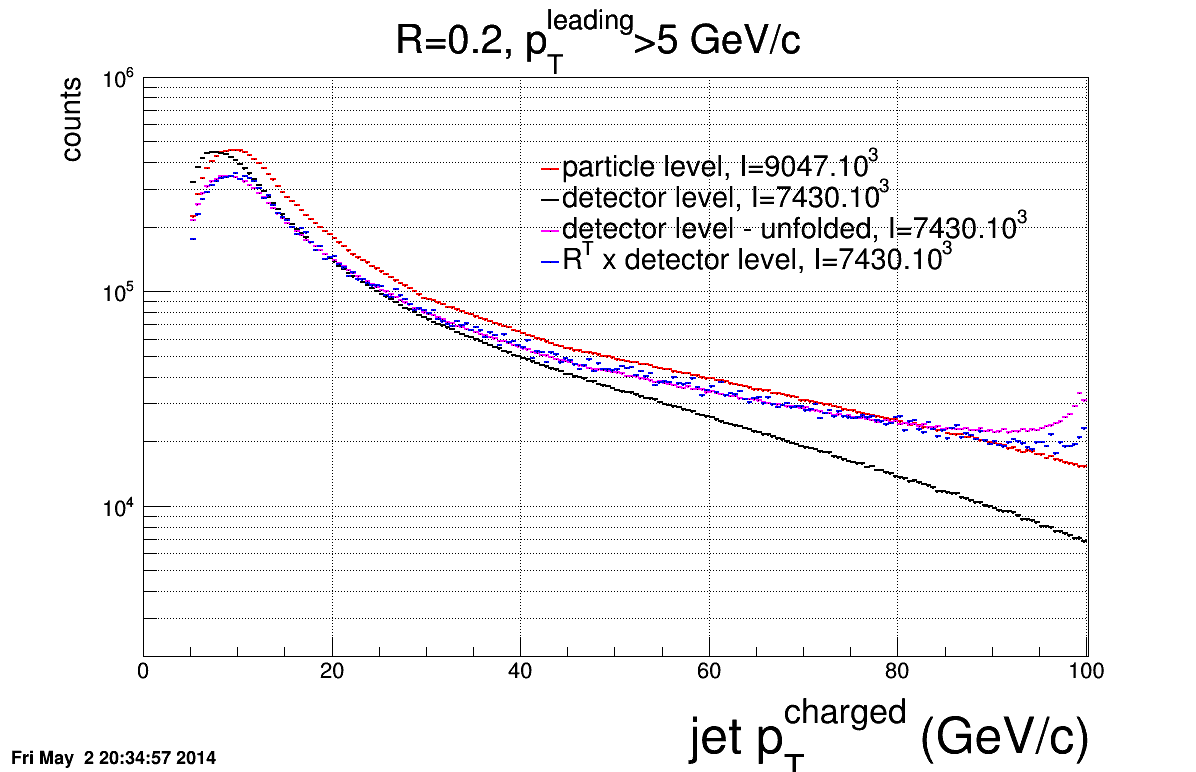 R=0.2, p_T^leading>5 GeV/c
counts
10^6
particle level, I=9047.10^3
detector level, I=7430.10^3
detector level - unfolded, I=7430.10^3
R^T x detector level, I=7430.10^3
10^5
10^4
0 20 40 60 80 100
jet p_T^charged (GeV/c)
Fri May 2 20:34:57 2014